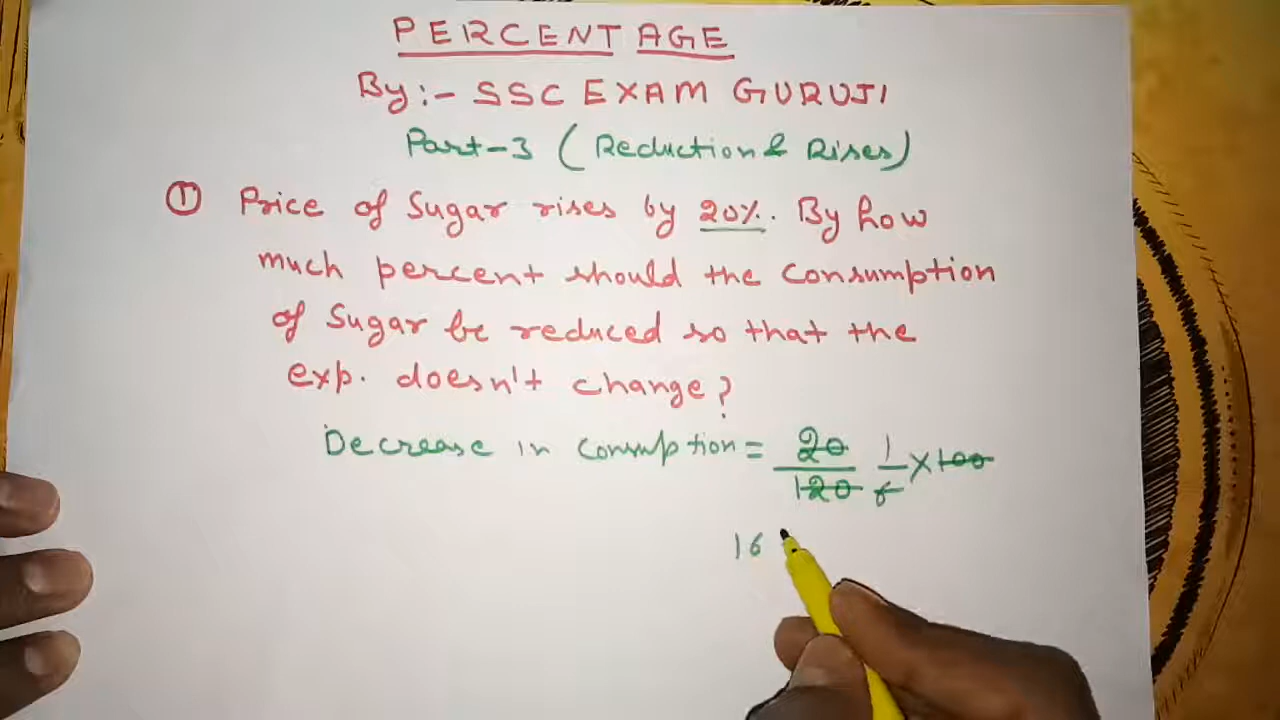 PERCENTAGE
By:- SSC EXAM GURUJI
Part-3 (Reduction & Rises)
① Price of Sugar rises by 20%. By how
much percent should the consumption
of Sugar be reduced so that the
exp. doesn't change?
Decrease in consumption = 20/120 1/6 × 100
16